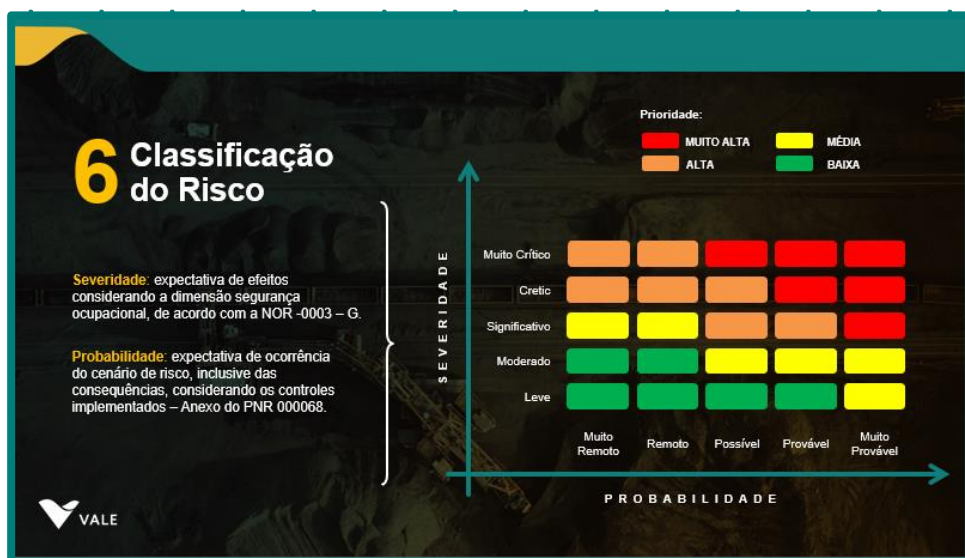 6
Classificação
do Risco
Severidade: expectativa de efeitos
considerando a dimensão segurança
ocupacional, de acordo com a NOR -0003 – G.
Probabilidade: expectativa de ocorrência
do cenário de risco, inclusive das
consequências, considerando os controles
implementados – Anexo do PNR 000068.
Prioridade:
MUITO ALTA
MÉDIA
ALTA
BAIXA
SEVERIDADE
Muito Crítico
Cretic
Significativo
Moderado
Leve
Muito
Remoto
Remoto
Possível
Provável
Muito
Provável
PROBABILIDADE
VALE